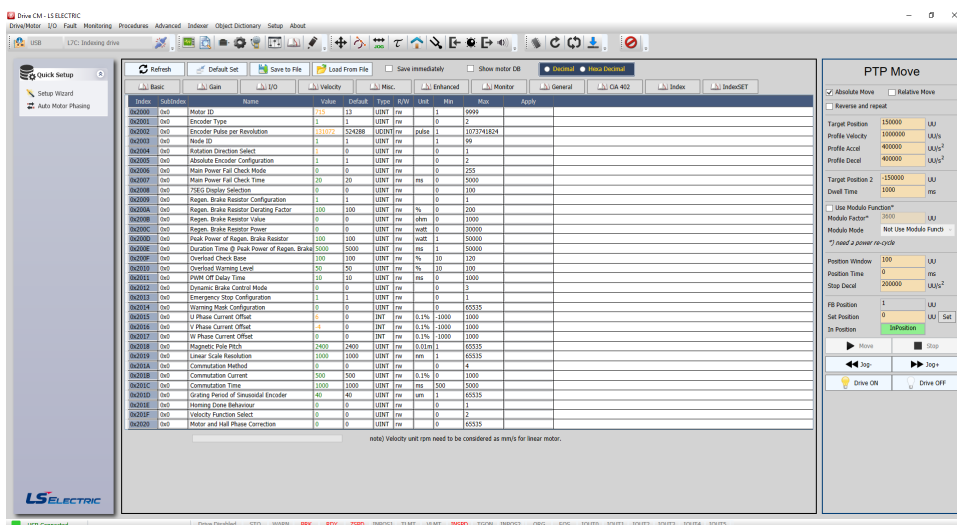 Drive CM - LS ELECTRIC
Drive/Motor I/O Fault Monitoring Procedures Advanced Indexer Object Dictionary Setup About
USB L7C: Indexing drive
Quick Setup
Setup Wizard
Auto Motor Phasing
Refresh Default Set Save to File Load From File Save immediately Show motor DB Decimal Hexa Decimal
Basic Gain I/O Velocity Misc. Enhanced Monitor General CiA 402 Index IndexSET
Index SubIndex Name Value Default Type R/W Unit Min Max Apply
0x2000 0x0 Motor ID 715 13 UINT rw 1 9999
0x2001 0x0 Encoder Type 1 1 UINT rw 0 2
0x2002 0x0 Encoder Pulse per Revolution 131072 524288 UDINT rw pulse 1 1073741824
0x2003 0x0 Node ID 1 1 UINT rw 1 99
0x2004 0x0 Rotation Direction Select 1 0 UINT rw 0 1
0x2005 0x0 Absolute Encoder Configuration 1 1 UINT rw 0 2
0x2006 0x0 Main Power Fail Check Mode 0 0 UINT rw 0 255
0x2007 0x0 Main Power Fail Check Time 20 20 UINT rw ms 0 5000
0x2008 0x0 7SEG Display Selection 0 0 UINT rw 0 100
0x2009 0x0 Regen. Brake Resistor Configuration 1 1 UINT rw 0 1
0x200A 0x0 Regen. Brake Resistor Derating Factor 100 100 UINT rw % 0 200
0x200B 0x0 Regen. Brake Resistor Value 0 0 UINT rw ohm 0 1000
0x200C 0x0 Regen. Brake Resistor Power 0 0 UINT rw watt 0 30000
0x200D 0x0 Peak Power of Regen. Brake Resistor 100 100 UINT rw watt 1 50000
0x200E 0x0 Duration Time @ Peak Power of Regen. Brake 5000 5000 UINT rw ms 1 50000
0x200F 0x0 Overload Check Base 100 100 UINT rw % 10 120
0x2010 0x0 Overload Warning Level 50 50 UINT rw % 10 100
0x2011 0x0 PWM Off Delay Time 10 10 UINT rw ms 0 1000
0x2012 0x0 Dynamic Brake Control Mode 0 0 UINT rw 0 3
0x2013 0x0 Emergency Stop Configuration 1 1 UINT rw 0 1
0x2014 0x0 Warning Mask Configuration 0 0 UINT rw 0 65535
0x2015 0x0 U Phase Current Offset 6 0 INT rw 0.1% -1000 1000
0x2016 0x0 V Phase Current Offset -4 0 INT rw 0.1% -1000 1000
0x2017 0x0 W Phase Current Offset 0 0 INT rw 0.1% -1000 1000
0x2018 0x0 Magnetic Pole Pitch 2400 2400 UINT rw 0.01m 1 65535
0x2019 0x0 Linear Scale Resolution 1000 1000 UINT rw nm 1 65535
0x201A 0x0 Commutation Method 0 0 UINT rw 0 4
0x201B 0x0 Commutation Current 500 500 UINT rw 0.1% 0 1000
0x201C 0x0 Commutation Time 1000 1000 UINT rw ms 500 5000
0x201D 0x0 Grating Period of Sinusoidal Encoder 40 40 UINT rw um 1 65535
0x201E 0x0 Homing Done Behaviour 0 0 UINT rw 0 1
0x201F 0x0 Velocity Function Select 0 0 UINT rw 0 2
0x2020 0x0 Motor and Hall Phase Correction 0 0 UINT rw 0 65535
note) Velocity unit rpm need to be considered as mm/s for linear motor.
PTP Move
Absolute Move Relative Move
Reverse and repeat
Target Position 150000 UU
Profile Velocity 1000000 UU/s
Profile Accel 400000 UU/s²
Profile Decel 400000 UU/s²
Target Position 2 -150000 UU
Dwell Time 1000 ms
Use Modulo Function*
Modulo Factor* 3600 UU
Modulo Mode Not Use Modulo Functi
*) need a power re-cycle
Position Window 100 UU
Position Time 0 ms
Stop Decel 200000 UU/s²
FB Position 1 UU
Set Position 0 UU Set
In Position InPosition
Move Stop
Jog- Jog+
Drive ON Drive OFF
LS ELECTRIC
USB Connected Drive Disabled STO WARN BRK RDY ZSPD INPOS1 TLMT VLMT INSPD TGON INPOS2 ORG EOS IOUT0 IOUT1 IOUT2 IOUT3 IOUT4 IOUT5